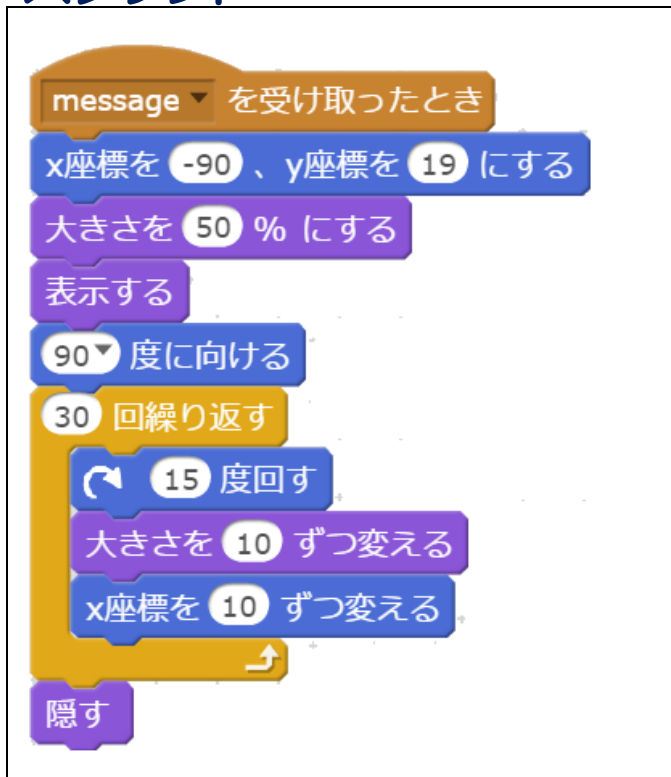 message を受け取ったとき
x座標を -90 、y座標を 19 にする
大きさを 50 % にする
表示する
90 度に向ける
30 回繰り返す
15 度回す
大きさを 10 ずつ変える
x座標を 10 ずつ変える
隠す